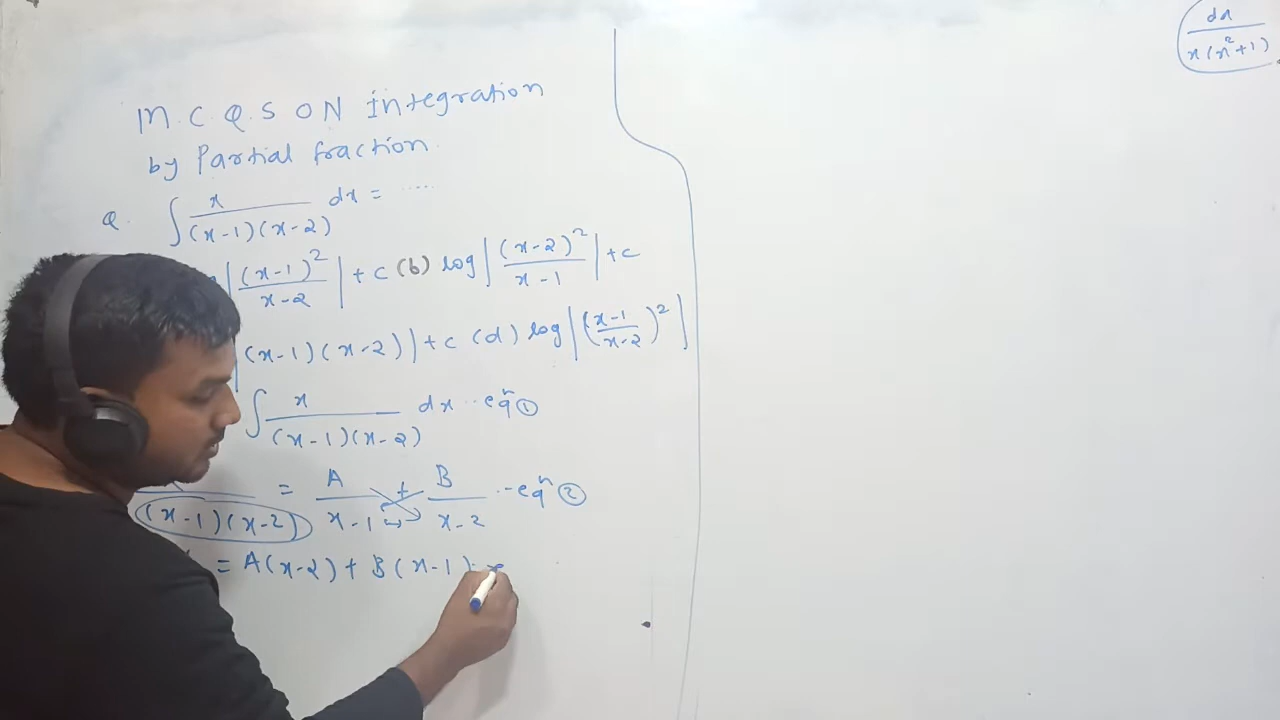 M.C.Q.S ON Integration
by Partial fraction.
Q. ∫ x / (x-1)(x-2) dx = .....
|(x-1)² / x-2| + c (b) log|(x-2)² / x-1| + c
(x-1)(x-2)| + c (d) log|(x-1 / x-2)²|
∫ x / (x-1)(x-2) dx ..eqⁿ ①
/ (x-1)(x-2) = A / x-1 + B / x-2 ..eqⁿ ②
= A(x-2) + B(x-1)
dx / x(x²+1)